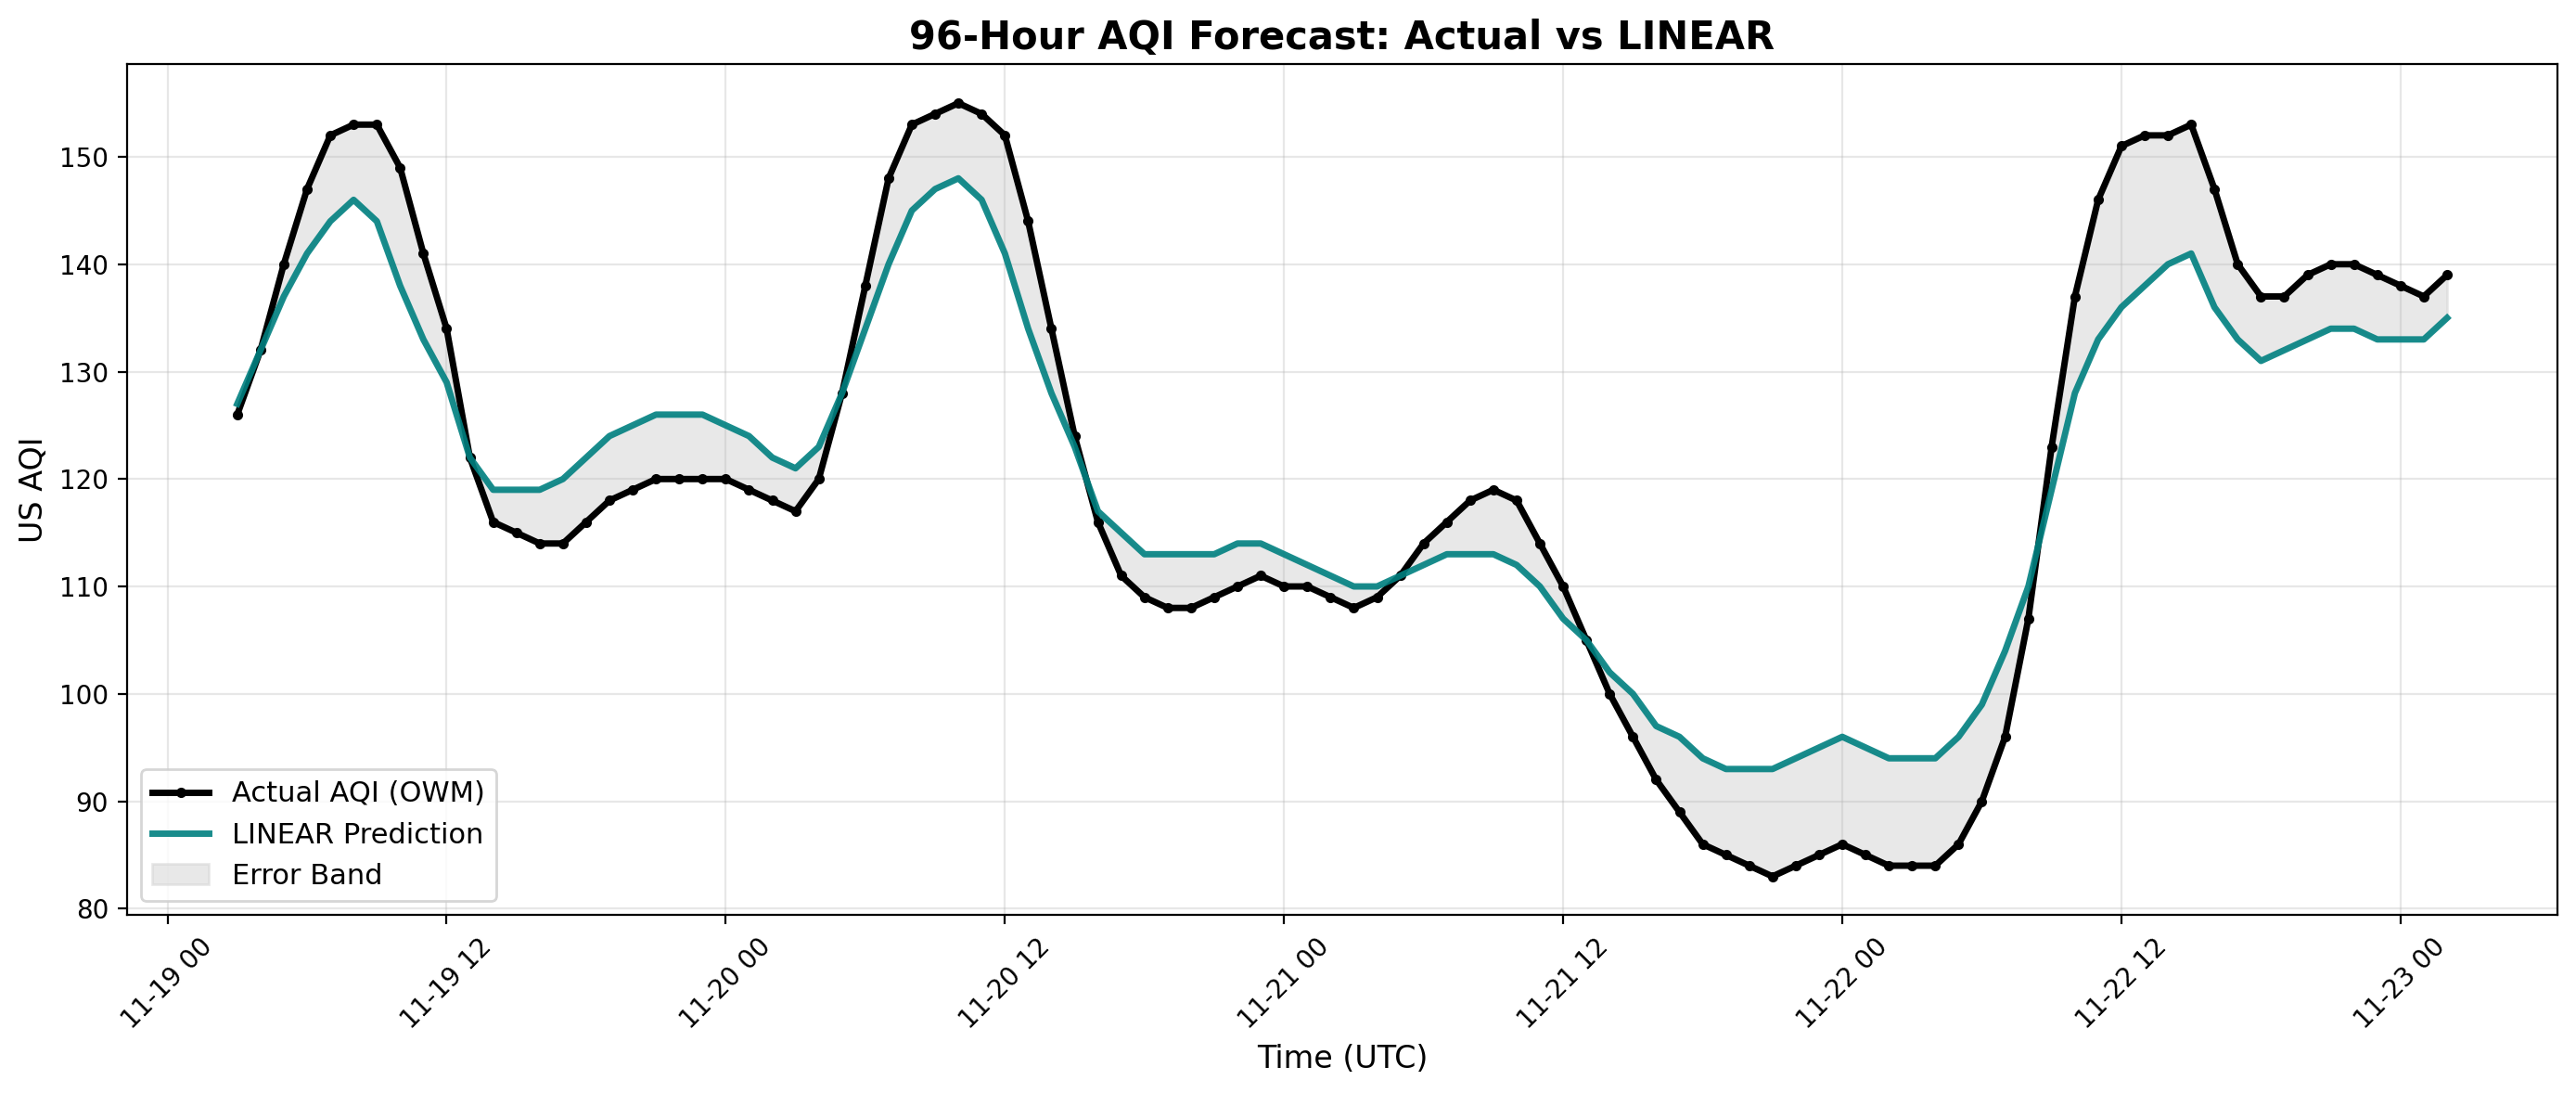 96-Hour AQI Forecast: Actual vs LINEAR
US AQI
150
140
130
120
110
100
90
80
Actual AQI (OWM)
LINEAR Prediction
Error Band
11-19 00
11-19 12
11-20 00
11-20 12
11-21 00
11-21 12
11-22 00
11-22 12
11-23 00
Time (UTC)